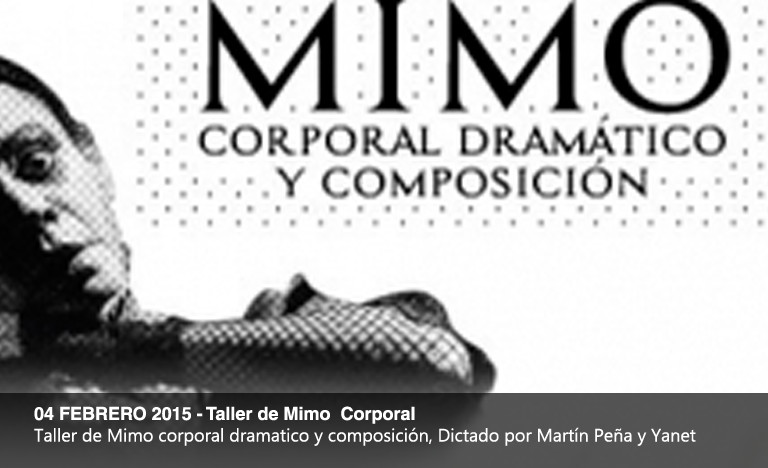 MIMO
CORPORAL DRAMÁTICO
Y COMPOSICIÓN
04 FEBRERO 2015 - Taller de Mimo  Corporal
Taller de Mimo corporal dramatico y composición, Dictado por Martín Peña y Yanet